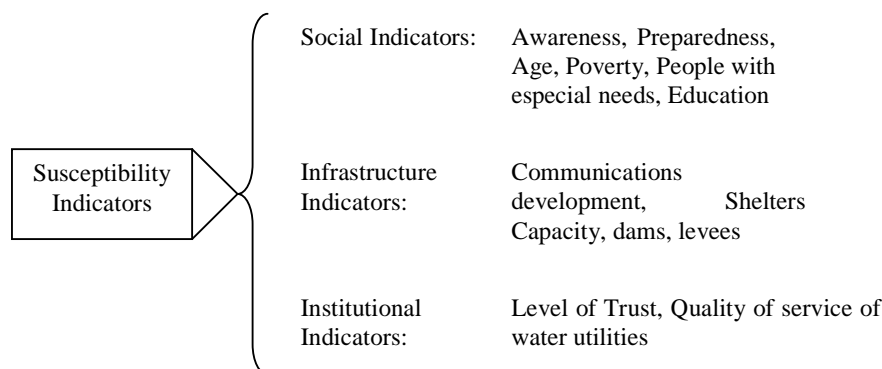 Susceptibility
Indicators
Social Indicators:
Awareness, Preparedness,
Age, Poverty, People with
especial needs, Education
Infrastructure
Indicators:
Communications
development, Shelters
Capacity, dams, levees
Institutional
Indicators:
Level of Trust, Quality of service of
water utilities